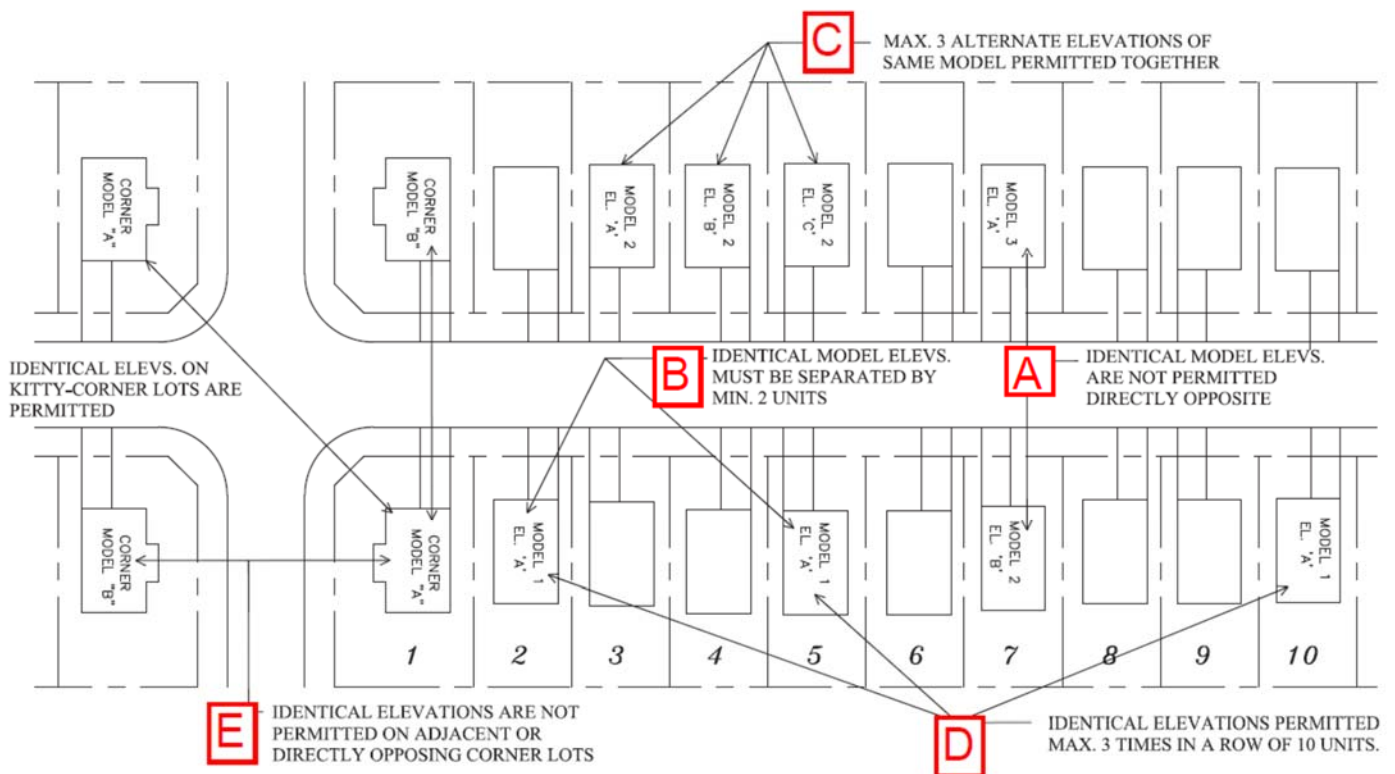 C
MAX. 3 ALTERNATE ELEVATIONS OF
SAME MODEL PERMITTED TOGETHER
CORNER
MODEL "A"
CORNER
MODEL "B"
MODEL 2
EL. 'A'
MODEL 2
EL. 'B'
MODEL 2
EL. 'C'
MODEL 3
EL. 'A'
IDENTICAL ELEVS. ON
KITTY-CORNER LOTS ARE
PERMITTED
B
IDENTICAL MODEL ELEVS.
MUST BE SEPARATED BY
MIN. 2 UNITS
A
IDENTICAL MODEL ELEVS.
ARE NOT PERMITTED
DIRECTLY OPPOSITE
CORNER
MODEL "B"
CORNER
MODEL "A"
MODEL 1
EL. 'A'
MODEL 1
EL. 'A'
MODEL 2
EL. 'B'
MODEL 1
EL. 'A'
1 2 3 4 5 6 7 8 9 10
E
IDENTICAL ELEVATIONS ARE NOT
PERMITTED ON ADJACENT OR
DIRECTLY OPPOSING CORNER LOTS
D
IDENTICAL ELEVATIONS PERMITTED
MAX. 3 TIMES IN A ROW OF 10 UNITS.